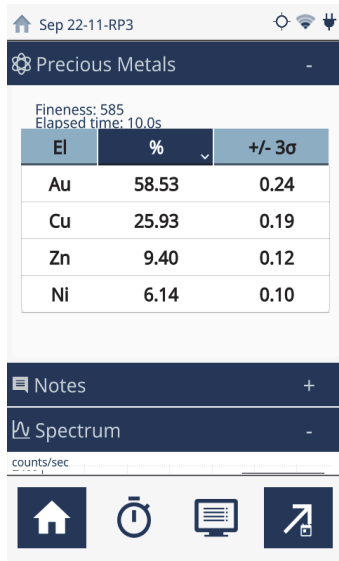 Sep 22-11-RP3
Precious Metals -
Fineness: 585
Elapsed time: 10.0s
El % +/- 3σ
Au 58.53 0.24
Cu 25.93 0.19
Zn 9.40 0.12
Ni 6.14 0.10
Notes +
Spectrum -
counts/sec